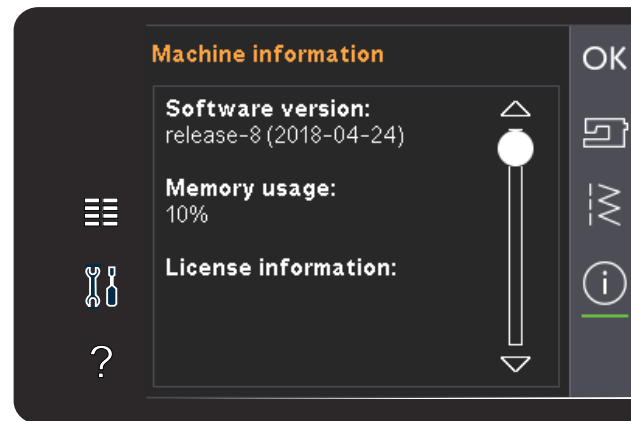 Machine information
OK
Software version:
release-8 (2018-04-24)
Memory usage:
10%
License information:
i
?